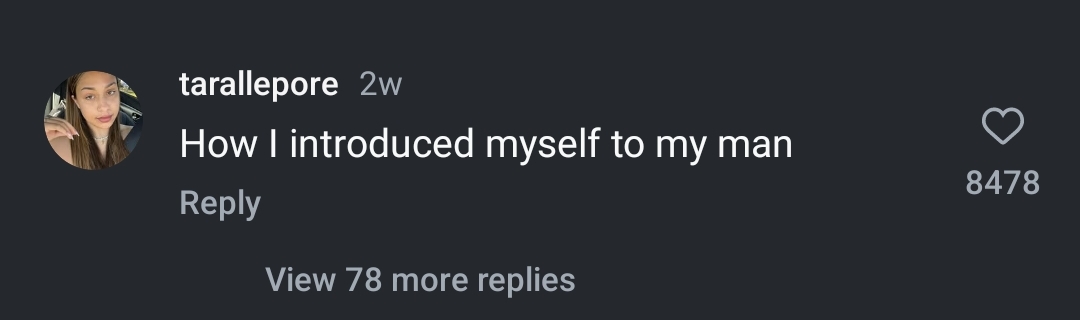 tarallepore 2w
How I introduced myself to my man
8478
Reply
View 78 more replies